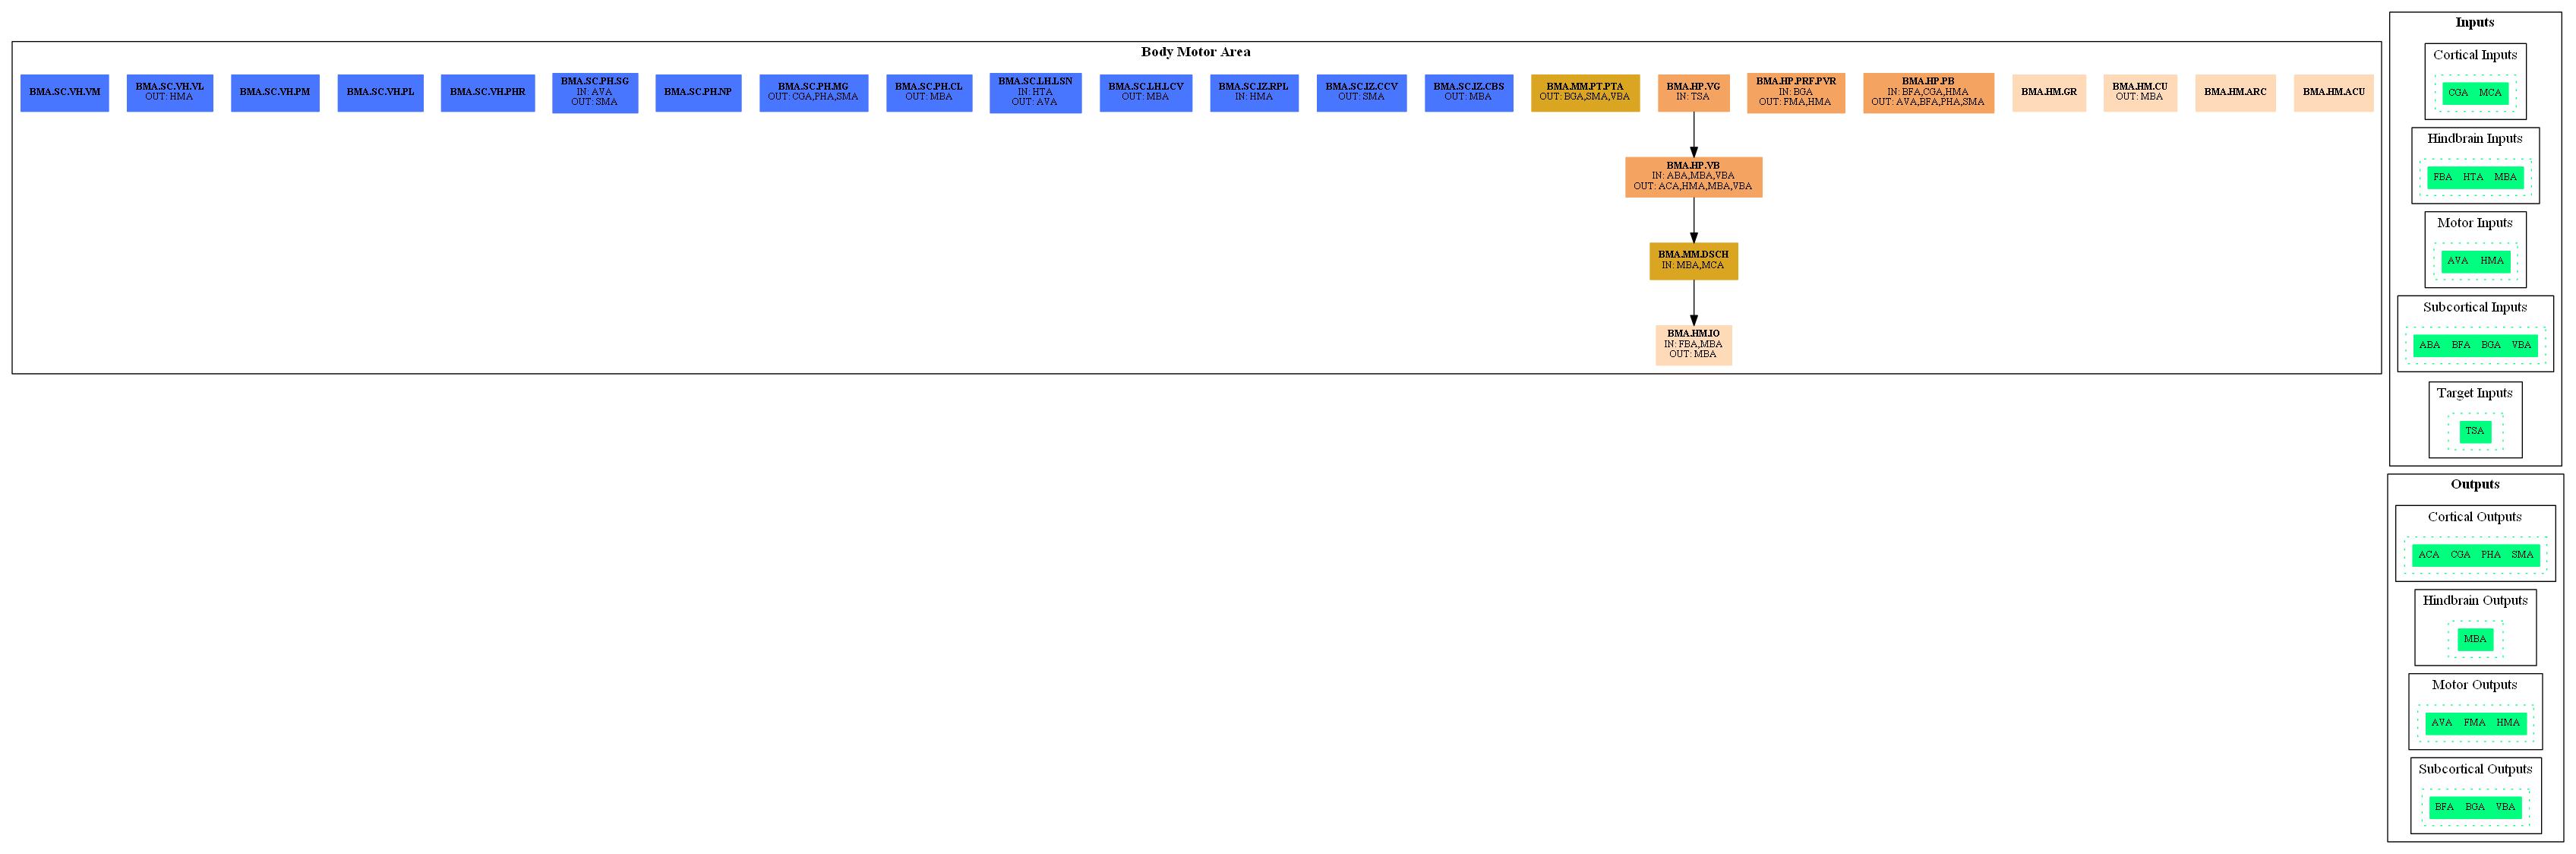 Body Motor Area
BMA.SC.VH.VM
BMA.SC.VH.VL
OUT: HMA
BMA.SC.VH.PM
BMA.SC.VH.PL
BMA.SC.VH.PHR
BMA.SC.PH.SG
IN: AVA
OUT: SMA
BMA.SC.PH.NP
BMA.SC.PH.MG
OUT: CGA,PHA,SMA
BMA.SC.PH.CL
OUT: MBA
BMA.SC.LH.LSN
IN: HTA
OUT: AVA
BMA.SC.LH.LCV
OUT: MBA
BMA.SC.IZ.RPL
IN: HMA
BMA.SC.IZ.CCV
OUT: SMA
BMA.SC.IZ.CBS
OUT: MBA
BMA.MM.PT.PTA
OUT: BGA,SMA,VBA
BMA.HP.VG
IN: TSA
BMA.HP.PRF.PVR
IN: BGA
OUT: FMA,HMA
BMA.HP.PB
IN: BFA,CGA,HMA
OUT: AVA,BFA,PHA,SMA
BMA.HM.GR
BMA.HM.CU
OUT: MBA
BMA.HM.ARC
BMA.HM.ACU
BMA.HP.VB
IN: ABA,MBA,VBA
OUT: ACA,HMA,MBA,VBA
BMA.MM.DSCH
IN: MBA,MCA
BMA.HM.IO
IN: FBA,MBA
OUT: MBA
Inputs
Cortical Inputs
CGA MCA
Hindbrain Inputs
FBA HTA MBA
Motor Inputs
AVA HMA
Subcortical Inputs
ABA BFA BGA VBA
Target Inputs
TSA
Outputs
Cortical Outputs
ACA CGA PHA SMA
Hindbrain Outputs
MBA
Motor Outputs
AVA FMA HMA
Subcortical Outputs
BFA BGA VBA